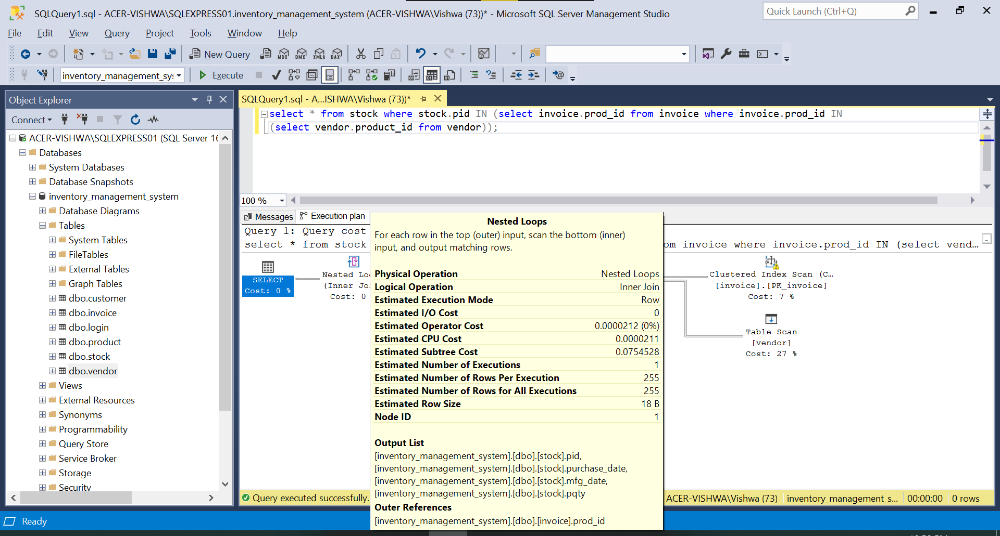 SQLQuery1.sql - ACER-VISHWA\SQLEXPRESS01.inventory_management_system (ACER-VISHWA\Vishwa (73))* - Microsoft SQL Server Management Studio
Quick Launch (Ctrl+Q)
File Edit View Query Project Tools Window Help
New Query
MDX DMX XMLA DAX
inventory_management_sys
Execute
Object Explorer
SQLQuery1.sql - A...ISHWA\Vishwa (73))*
Connect
select * from stock where stock.pid IN (select invoice.prod_id from invoice where invoice.prod_id IN
(select vendor.product_id from vendor));
ACER-VISHWA\SQLEXPRESS01 (SQL Server 16
Databases
System Databases
Database Snapshots
inventory_management_system
Database Diagrams
Tables
System Tables
FileTables
External Tables
Graph Tables
dbo.customer
dbo.invoice
dbo.login
dbo.product
dbo.stock
dbo.vendor
Views
External Resources
Synonyms
Programmability
Query Store
Service Broker
Storage
Security
100 %
Messages Execution plan
Query 1: Query cost
select * from stock
om invoice where invoice.prod_id IN (select vend...
SELECT
Cost: 0 %
Nested Loo
(Inner Joi
Cost: 0
Nested Loops
For each row in the top (outer) input, scan the bottom (inner)
input, and output matching rows.
Physical Operation Nested Loops
Logical Operation Inner Join
Estimated Execution Mode Row
Estimated I/O Cost 0
Estimated Operator Cost 0.0000212 (0%)
Estimated CPU Cost 0.0000211
Estimated Subtree Cost 0.0754528
Estimated Number of Executions 1
Estimated Number of Rows Per Execution 255
Estimated Number of Rows for All Executions 255
Estimated Row Size 18 B
Node ID 1
Output List
[inventory_management_system].[dbo].[stock].pid,
[inventory_management_system].[dbo].[stock].purchase_date,
[inventory_management_system].[dbo].[stock].mfg_date,
[inventory_management_system].[dbo].[stock].pqty
Outer References
[inventory_management_system].[dbo].[invoice].prod_id
Clustered Index Scan (C...
[invoice].[PK_invoice]
Cost: 7 %
Table Scan
[vendor]
Cost: 27 %
Query executed successfully.
ACER-VISHWA\Vishwa (73) inventory_management_s... 00:00:00 0 rows
Ready